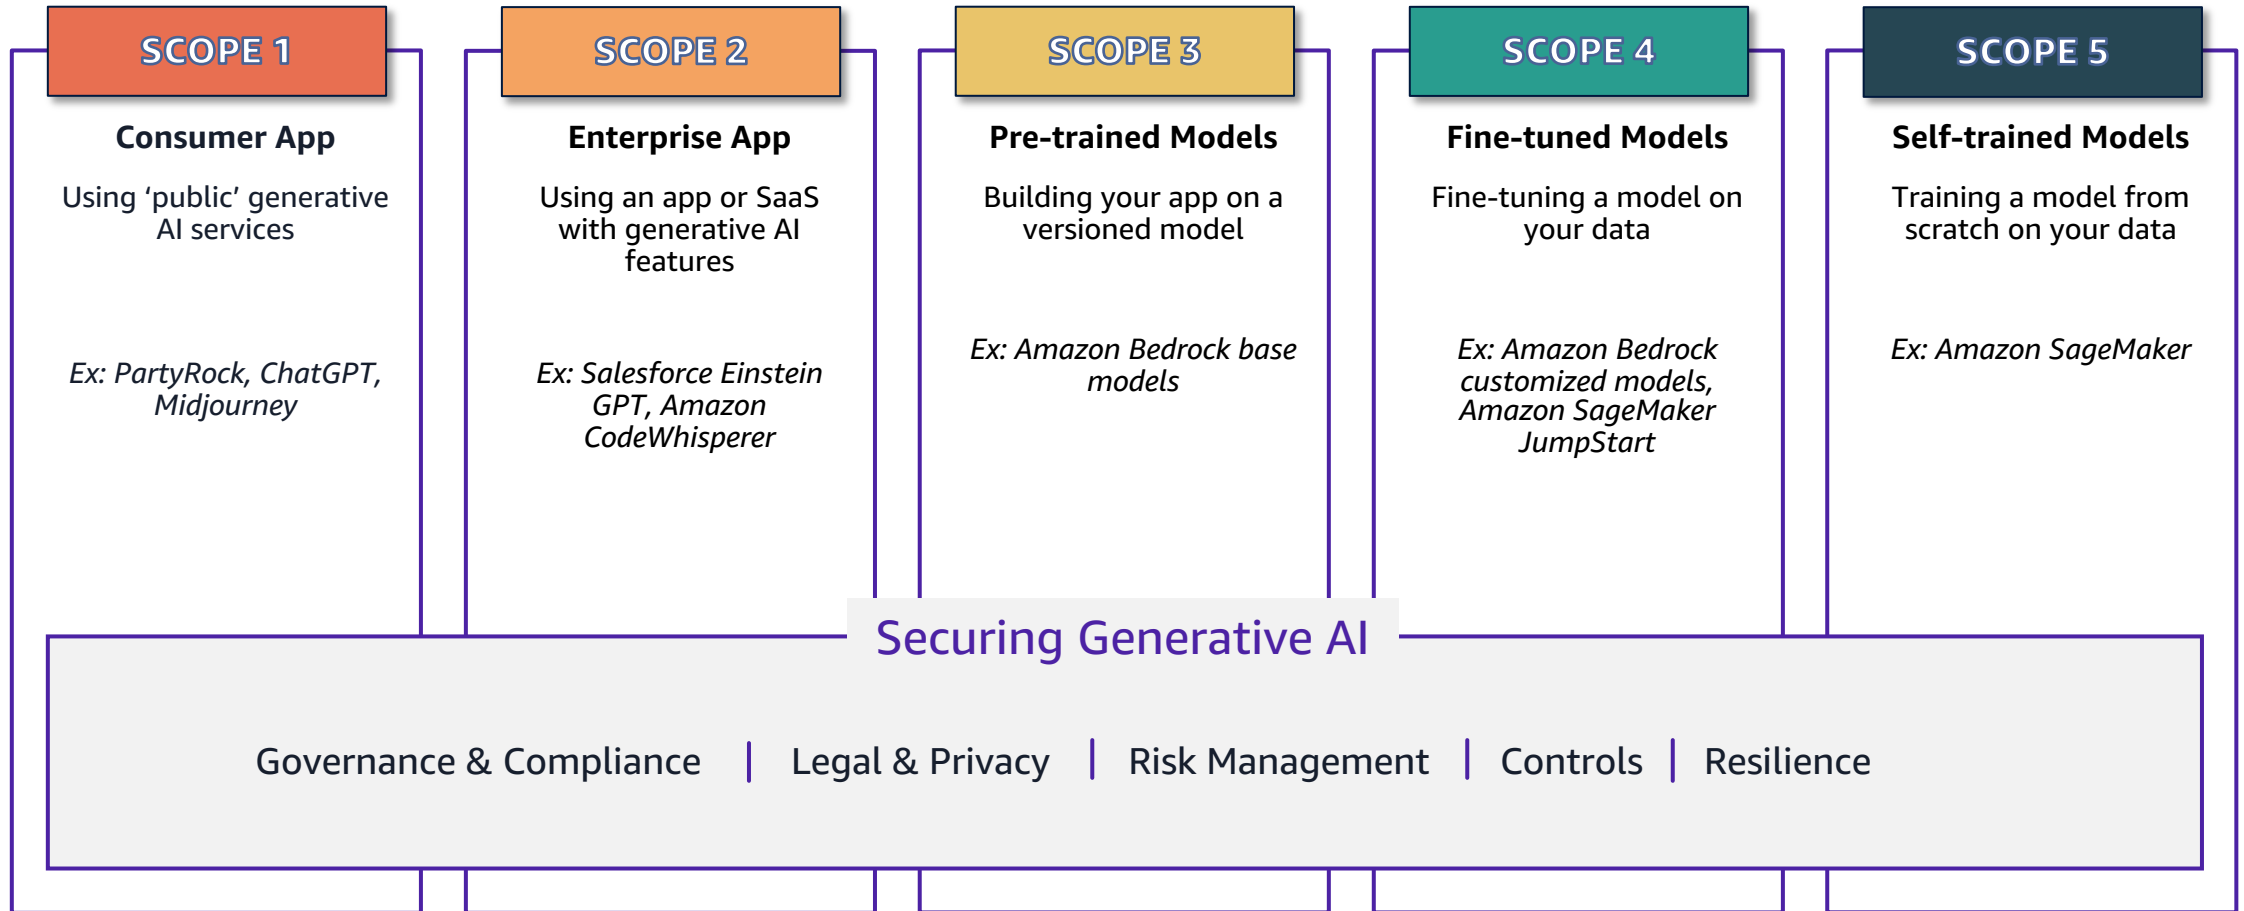 SCOPE 1
Consumer App
Using ‘public’ generative
AI services
Ex: PartyRock, ChatGPT,
Midjourney
SCOPE 2
Enterprise App
Using an app or SaaS
with generative AI
features
Ex: Salesforce Einstein
GPT, Amazon
CodeWhisperer
SCOPE 3
Pre-trained Models
Building your app on a
versioned model
Ex: Amazon Bedrock base
models
SCOPE 4
Fine-tuned Models
Fine-tuning a model on
your data
Ex: Amazon Bedrock
customized models,
Amazon SageMaker
JumpStart
SCOPE 5
Self-trained Models
Training a model from
scratch on your data
Ex: Amazon SageMaker
Securing Generative AI
Governance & Compliance | Legal & Privacy | Risk Management | Controls | Resilience